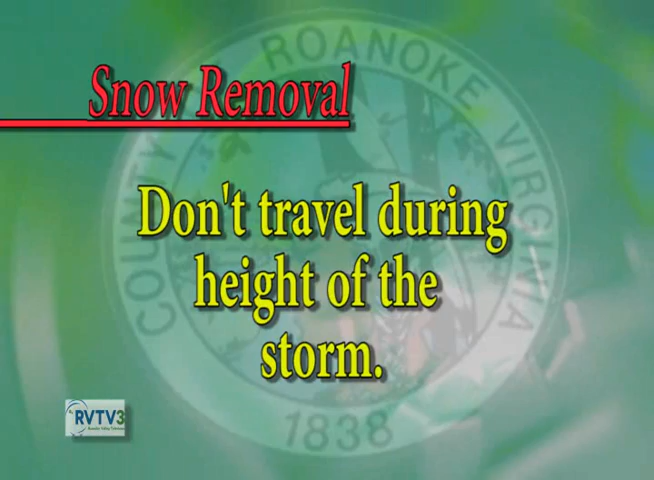 Snow Removal
Don't travel during
height of the
storm.
COUNTY ROANOKE VIRGINIA
1838
RVTV3